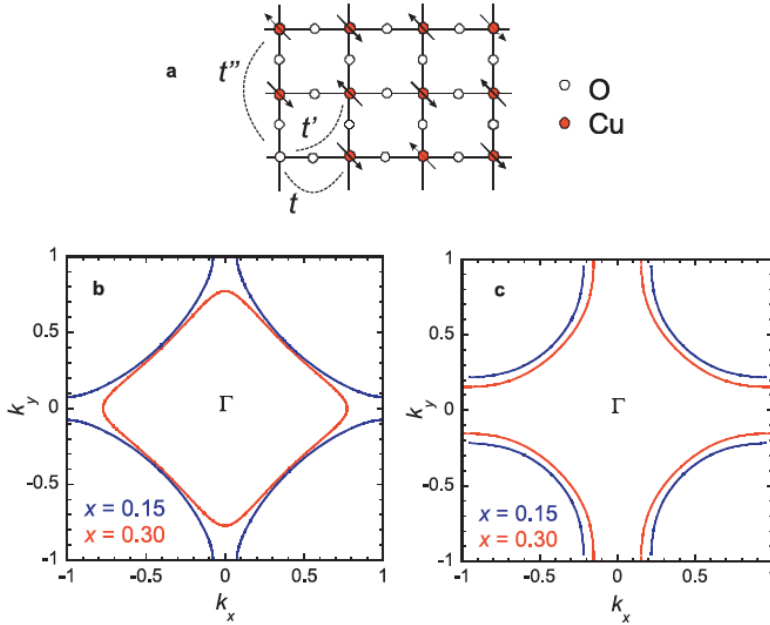 a
t''
t'
t
O
Cu
b
1
0.5
0
-0.5
-1
k_y
Γ
x = 0.15
x = 0.30
-1
-0.5
0
0.5
1
k_x
c
1
0.5
0
-0.5
-1
k_y
Γ
x = 0.15
x = 0.30
-1
-0.5
0
0.5
1
k_x